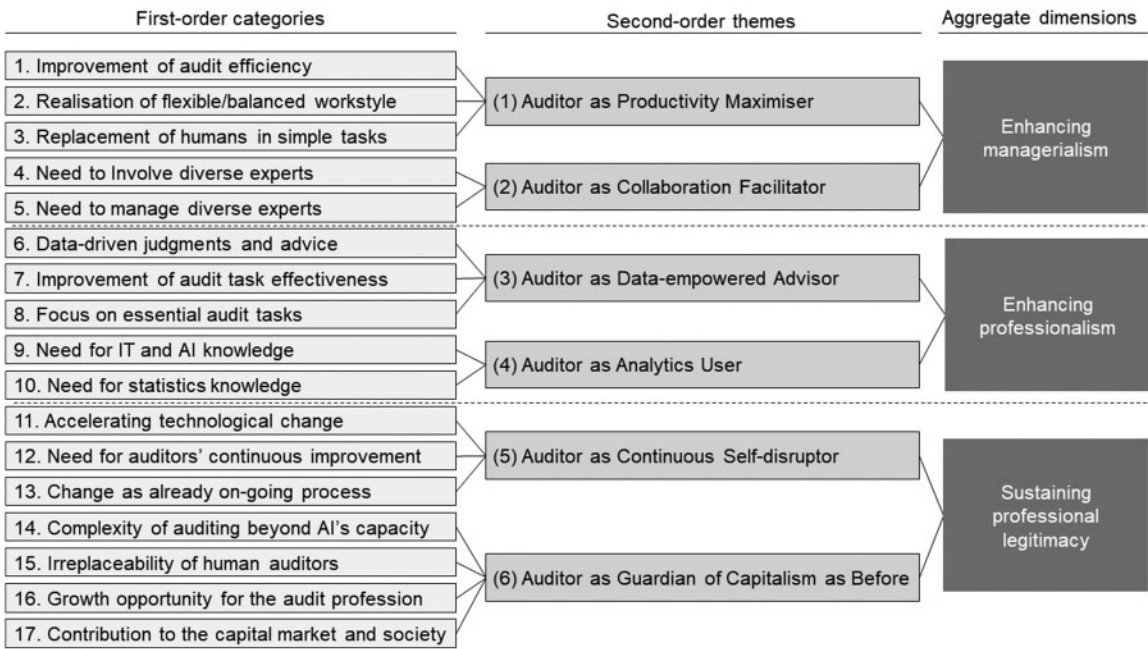 First-order categories
Second-order themes
Aggregate dimensions
1. Improvement of audit efficiency
2. Realisation of flexible/balanced workstyle
3. Replacement of humans in simple tasks
(1) Auditor as Productivity Maximiser
4. Need to Involve diverse experts
5. Need to manage diverse experts
(2) Auditor as Collaboration Facilitator
Enhancing
managerialism
6. Data-driven judgments and advice
7. Improvement of audit task effectiveness
8. Focus on essential audit tasks
(3) Auditor as Data-empowered Advisor
9. Need for IT and AI knowledge
10. Need for statistics knowledge
(4) Auditor as Analytics User
Enhancing
professionalism
11. Accelerating technological change
12. Need for auditors' continuous improvement
13. Change as already on-going process
(5) Auditor as Continuous Self-disruptor
14. Complexity of auditing beyond AI's capacity
15. Irreplaceability of human auditors
16. Growth opportunity for the audit profession
17. Contribution to the capital market and society
(6) Auditor as Guardian of Capitalism as Before
Sustaining
professional
legitimacy